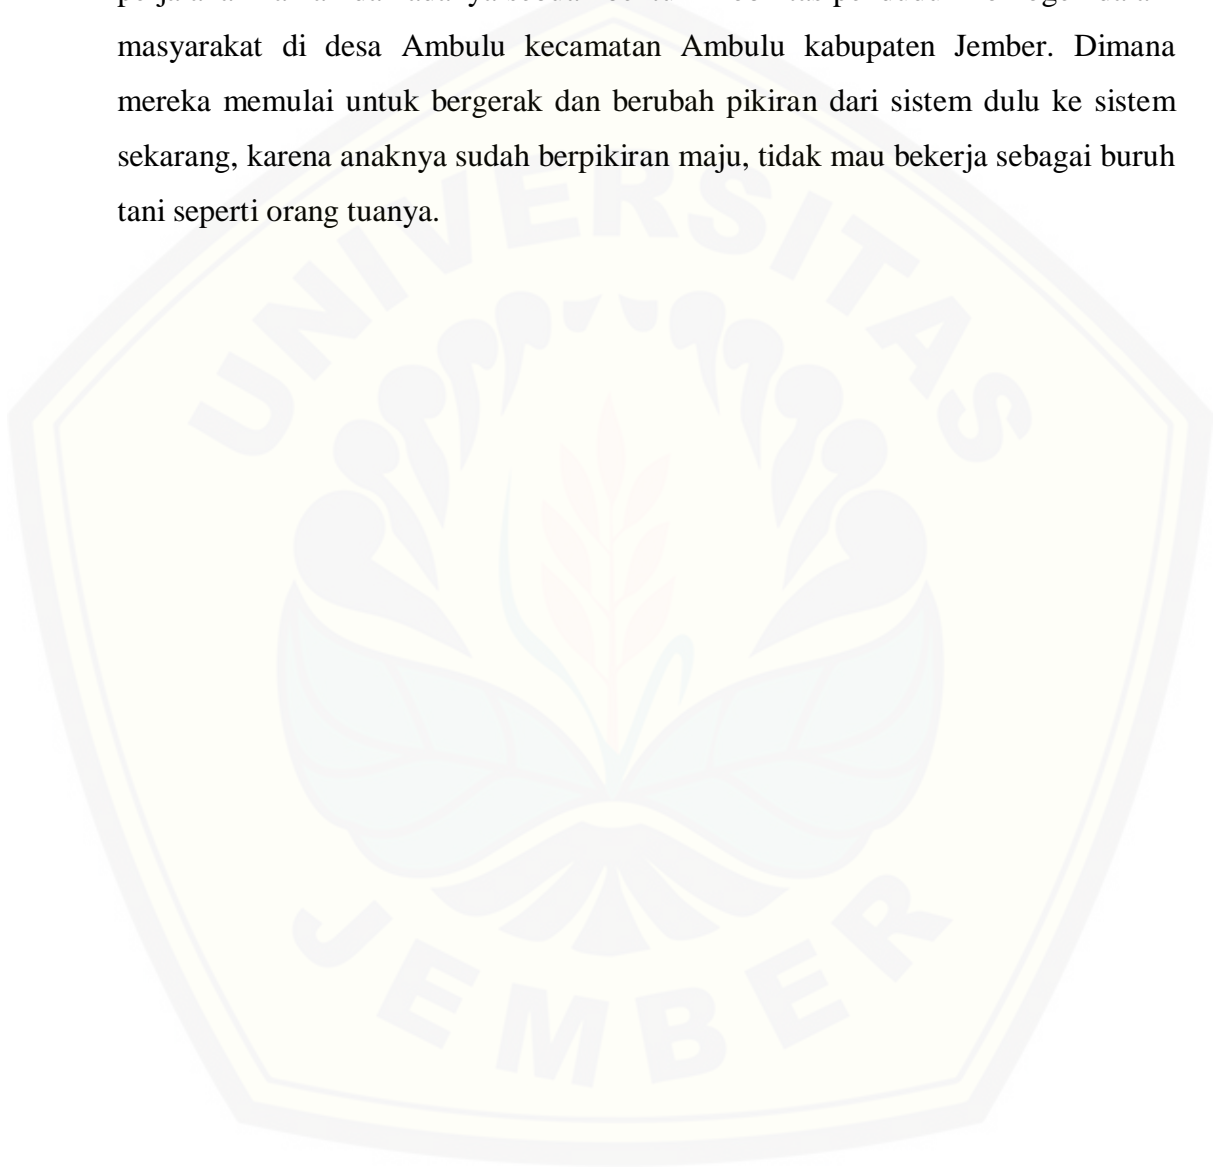 masyarakat di desa Ambulu kecamatan Ambulu kabupaten Jember. Dimana
mereka memulai untuk bergerak dan berubah pikiran dari sistem dulu ke sistem
sekarang, karena anaknya sudah berpikiran maju, tidak mau bekerja sebagai buruh
tani seperti orang tuanya.
UNIVERSITAS
JEMBER